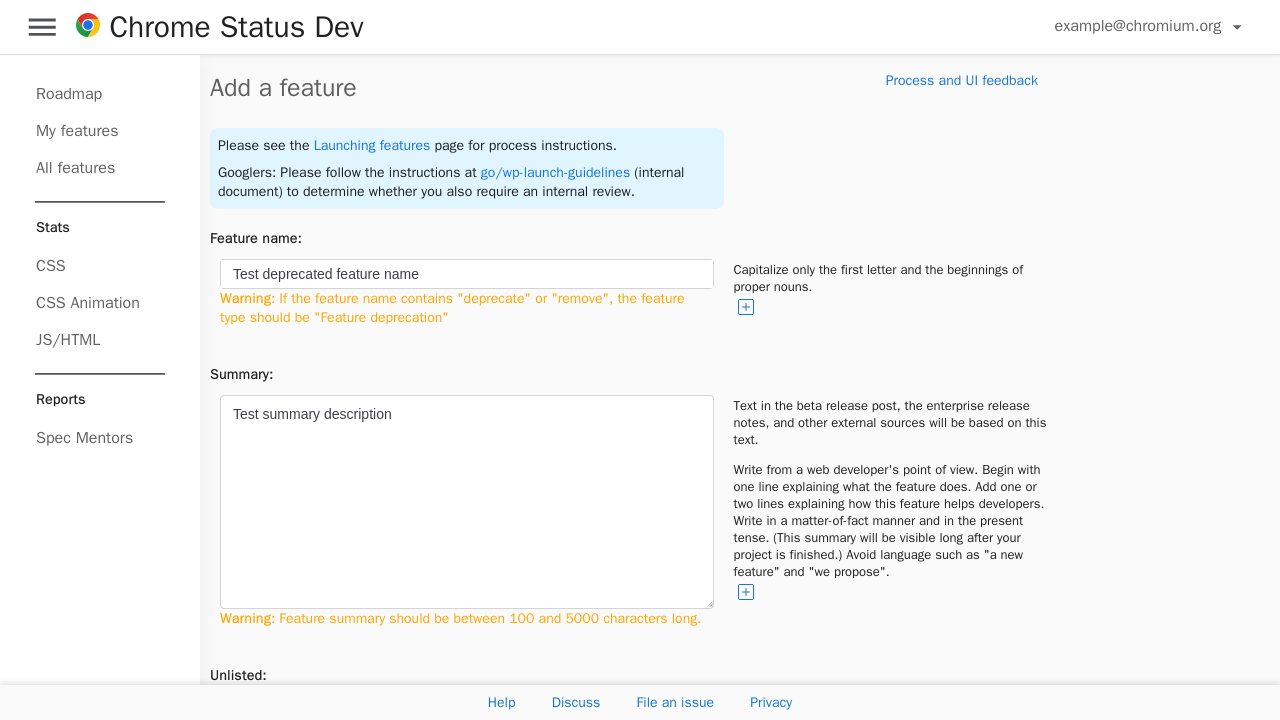 Chrome Status Dev
example@chromium.org
Roadmap
My features
All features
Stats
CSS
CSS Animation
JS/HTML
Reports
Spec Mentors
Add a feature
Process and UI feedback
Please see the Launching features page for process instructions.
Googlers: Please follow the instructions at go/wp-launch-guidelines (internal
document) to determine whether you also require an internal review.
Feature name:
Test deprecated feature name
Warning: If the feature name contains "deprecate" or "remove", the feature
type should be "Feature deprecation"
Capitalize only the first letter and the beginnings of
proper nouns.
Summary:
Test summary description
Warning: Feature summary should be between 100 and 5000 characters long.
Text in the beta release post, the enterprise release
notes, and other external sources will be based on this
text.
Write from a web developer's point of view. Begin with
one line explaining what the feature does. Add one or
two lines explaining how this feature helps developers.
Write in a matter-of-fact manner and in the present
tense. (This summary will be visible long after your
project is finished.) Avoid language such as "a new
feature" and "we propose".
Unlisted:
Help
Discuss
File an issue
Privacy